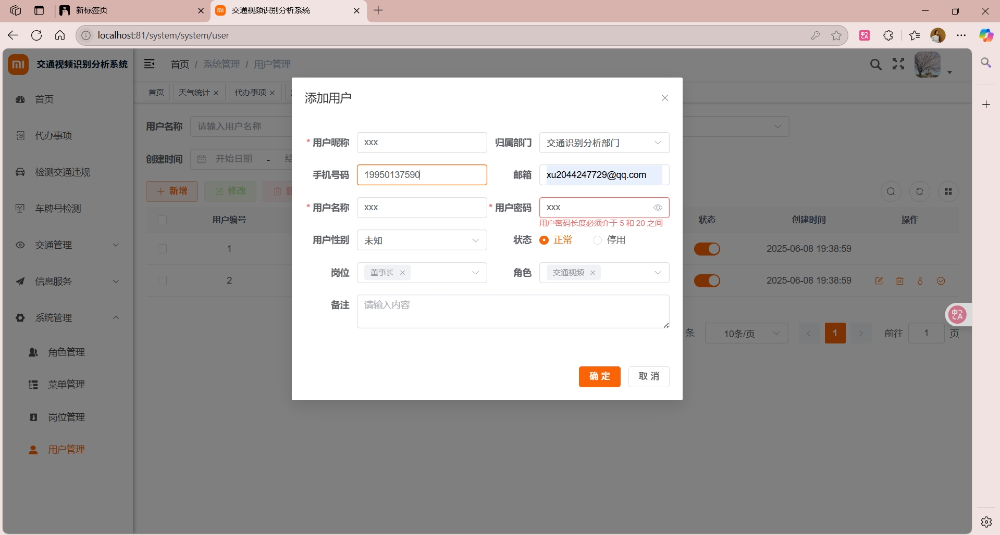 新标签页
交通视频识别分析系统
localhost:81/system/system/user
交通视频识别分析系统
首页 / 系统管理 / 用户管理
首页
天气统计
代办事项
首页
代办事项
检测交通违规
车牌号检测
交通管理
信息服务
系统管理
角色管理
菜单管理
岗位管理
用户管理
用户名称 请输入用户名称
创建时间 开始日期 - 结
新增
修改
用户编号
状态
创建时间
操作
1
2025-06-08 19:38:59
2
2025-06-08 19:38:59
条
10条/页
1
前往 1 页
添加用户
* 用户昵称 xxx
归属部门 交通识别分析部门
手机号码 19950137590
邮箱 xu2044247729@qq.com
* 用户名称 xxx
* 用户密码 xxx
用户密码长度必须介于 5 和 20 之间
用户性别 未知
状态 正常 停用
岗位 董事长
角色 交通视频
备注 请输入内容
确 定
取 消